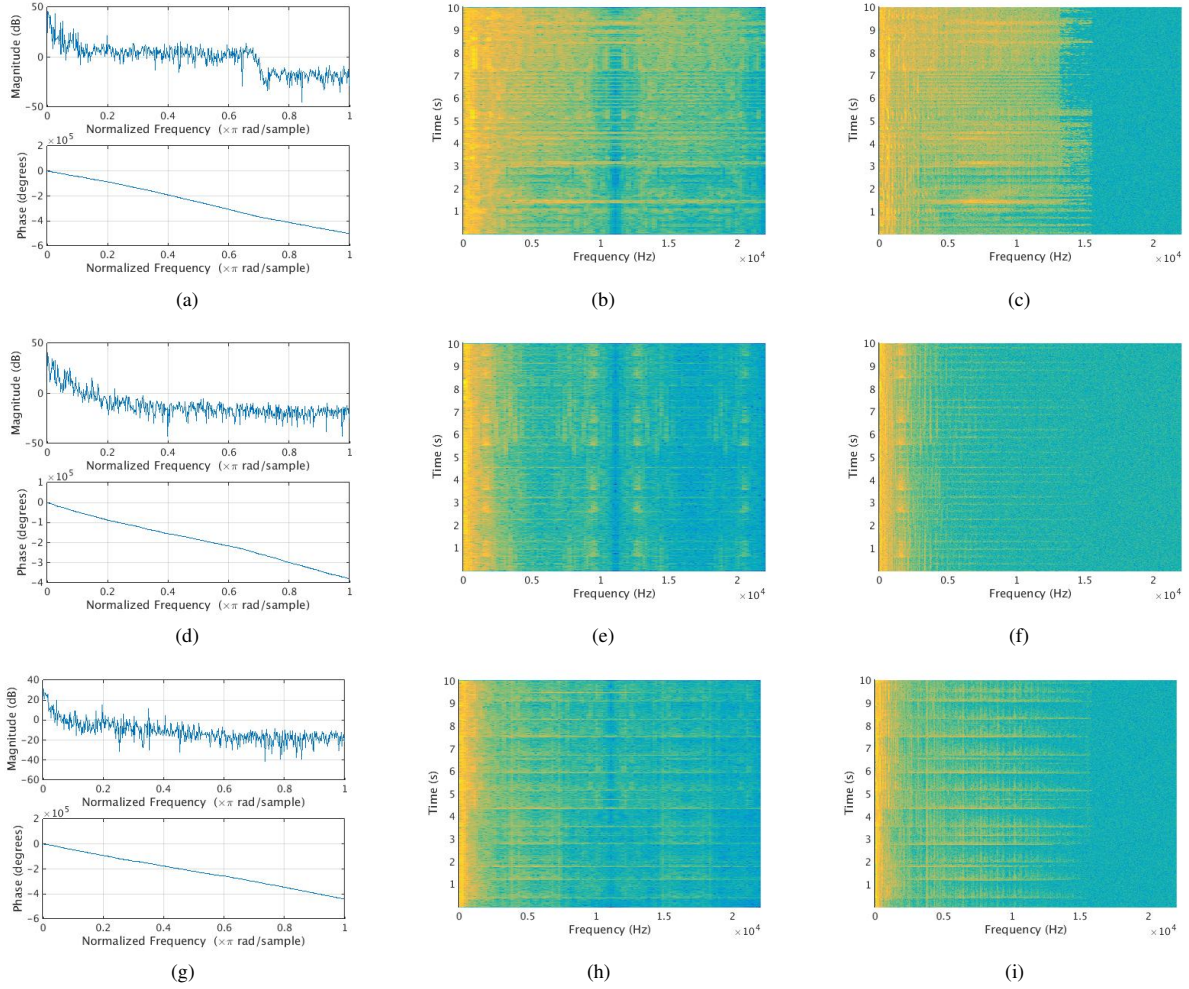 50
0
-50
Magnitude (dB)
0 0.2 0.4 0.6 0.8 1
Normalized Frequency (×π rad/sample)
×10^5
2
0
-2
-4
-6
Phase (degrees)
0 0.2 0.4 0.6 0.8 1
Normalized Frequency (×π rad/sample)
(a)
10
9
8
7
6
5
4
3
2
1
Time (s)
0 0.5 1 1.5 2
Frequency (Hz)
×10^4
(b)
10
9
8
7
6
5
4
3
2
1
Time (s)
0 0.5 1 1.5 2
Frequency (Hz)
×10^4
(c)
50
0
-50
Magnitude (dB)
0 0.2 0.4 0.6 0.8 1
Normalized Frequency (×π rad/sample)
×10^5
1
0
-1
-2
-3
-4
Phase (degrees)
0 0.2 0.4 0.6 0.8 1
Normalized Frequency (×π rad/sample)
(d)
10
9
8
7
6
5
4
3
2
1
Time (s)
0 0.5 1 1.5 2
Frequency (Hz)
×10^4
(e)
10
9
8
7
6
5
4
3
2
1
Time (s)
0 0.5 1 1.5 2
Frequency (Hz)
×10^4
(f)
40
20
0
-20
-40
-60
Magnitude (dB)
0 0.2 0.4 0.6 0.8 1
Normalized Frequency (×π rad/sample)
×10^5
2
0
-2
-4
-6
Phase (degrees)
0 0.2 0.4 0.6 0.8 1
Normalized Frequency (×π rad/sample)
(g)
10
9
8
7
6
5
4
3
2
1
Time (s)
0 0.5 1 1.5 2
Frequency (Hz)
×10^4
(h)
10
9
8
7
6
5
4
3
2
1
Time (s)
0 0.5 1 1.5 2
Frequency (Hz)
×10^4
(i)